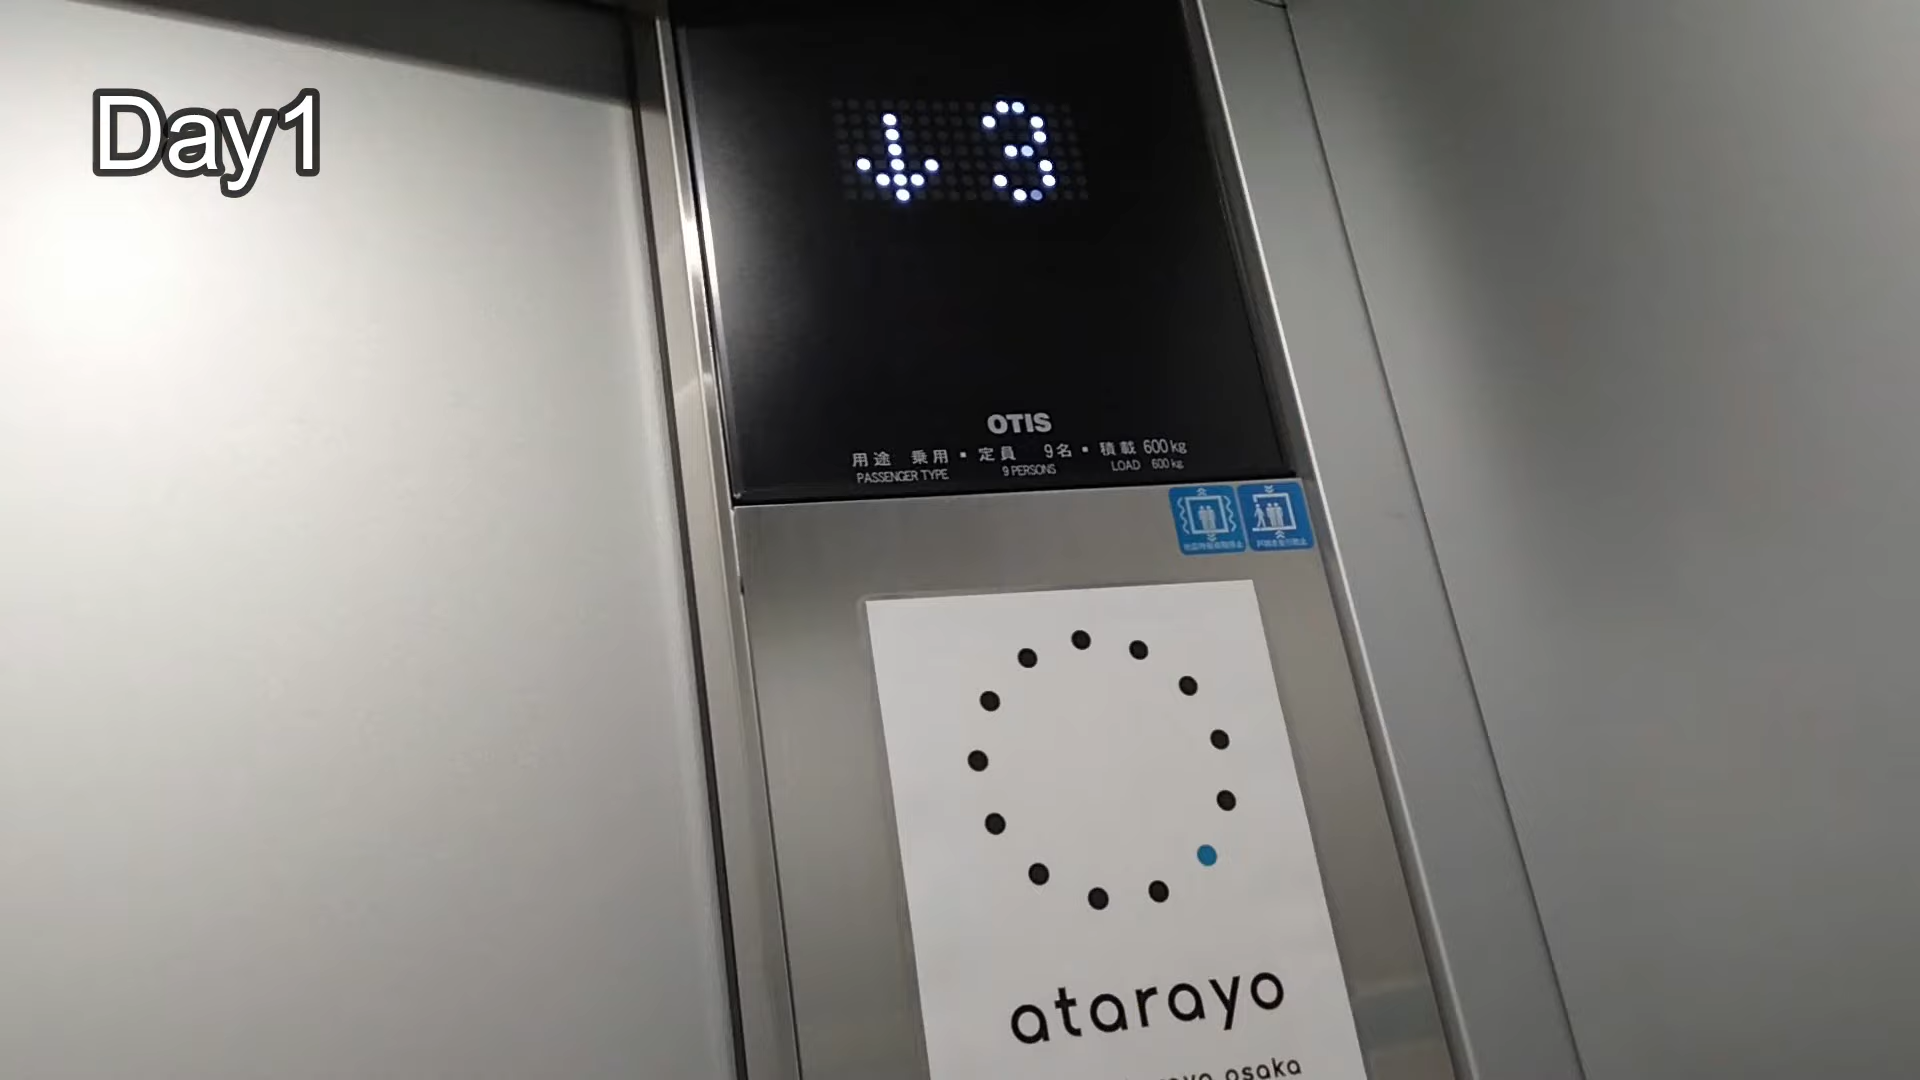 Day1
↓ 3
OTIS
用途 乗用・定員 9名・積載 600kg
PASSENGER TYPE 9 PERSONS LOAD 600kg
atarayo
osaka